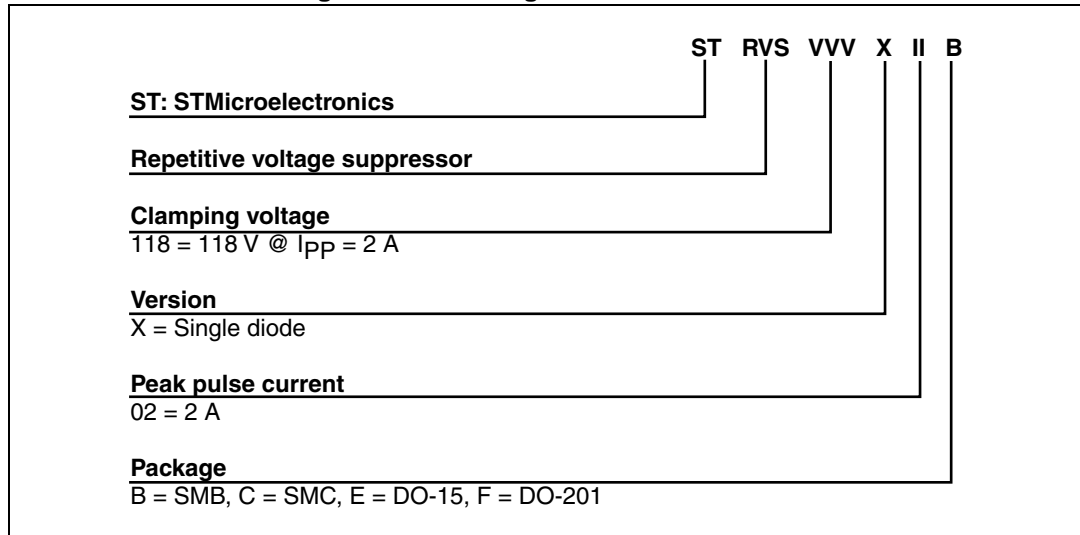 ST RVS VVV X II B
ST: STMicroelectronics
Repetitive voltage suppressor
Clamping voltage
118 = 118 V @ IPP = 2 A
Version
X = Single diode
Peak pulse current
02 = 2 A
Package
B = SMB, C = SMC, E = DO-15, F = DO-201